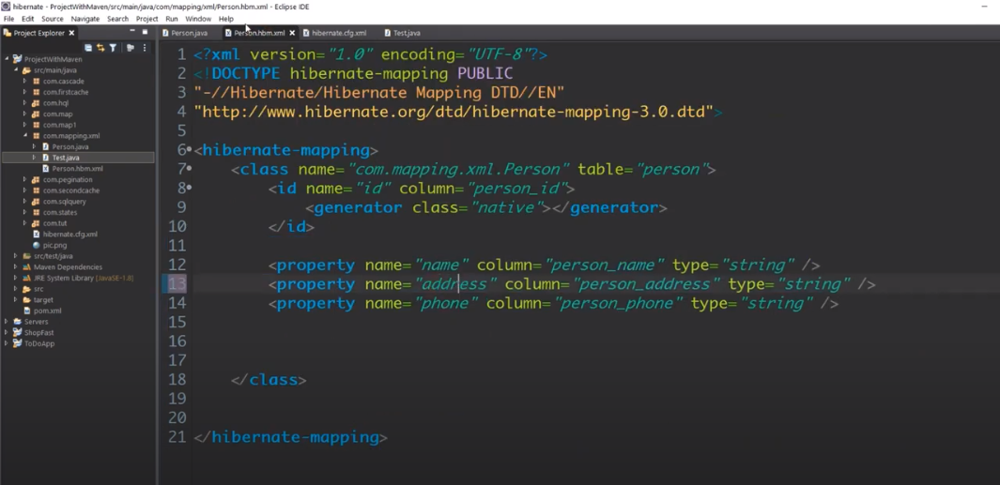 hibernate - ProjectWithMaven/src/main/java/com/mapping/xml/Person.hbm.xml - Eclipse IDE
File Edit Source Navigate Search Project Run Window Help
Project Explorer
ProjectWithMaven
src/main/java
com.cascade
com.firstcache
com.hql
com.map
com.map1
com.mapping.xml
Person.java
Test.java
Person.hbm.xml
com.pegination
com.secondcache
com.sqlquery
com.states
com.tut
hibernate.cfg.xml
pic.png
src/test/java
Maven Dependencies
JRE System Library [JavaSE-1.8]
src
target
pom.xml
Servers
ShopFast
ToDoApp
Person.java Person.hbm.xml hibernate.cfg.xml Test.java
1 <?xml version="1.0" encoding="UTF-8"?>
2 <!DOCTYPE hibernate-mapping PUBLIC
3 "-//Hibernate/Hibernate Mapping DTD//EN"
4 "http://www.hibernate.org/dtd/hibernate-mapping-3.0.dtd">
5
6 <hibernate-mapping>
7 <class name="com.mapping.xml.Person" table="person">
8 <id name="id" column="person_id">
9 <generator class="native"></generator>
10 </id>
11
12 <property name="name" column="person_name" type="string" />
13 <property name="address" column="person_address" type="string" />
14 <property name="phone" column="person_phone" type="string" />
15
16
17
18 </class>
19
20
21 </hibernate-mapping>